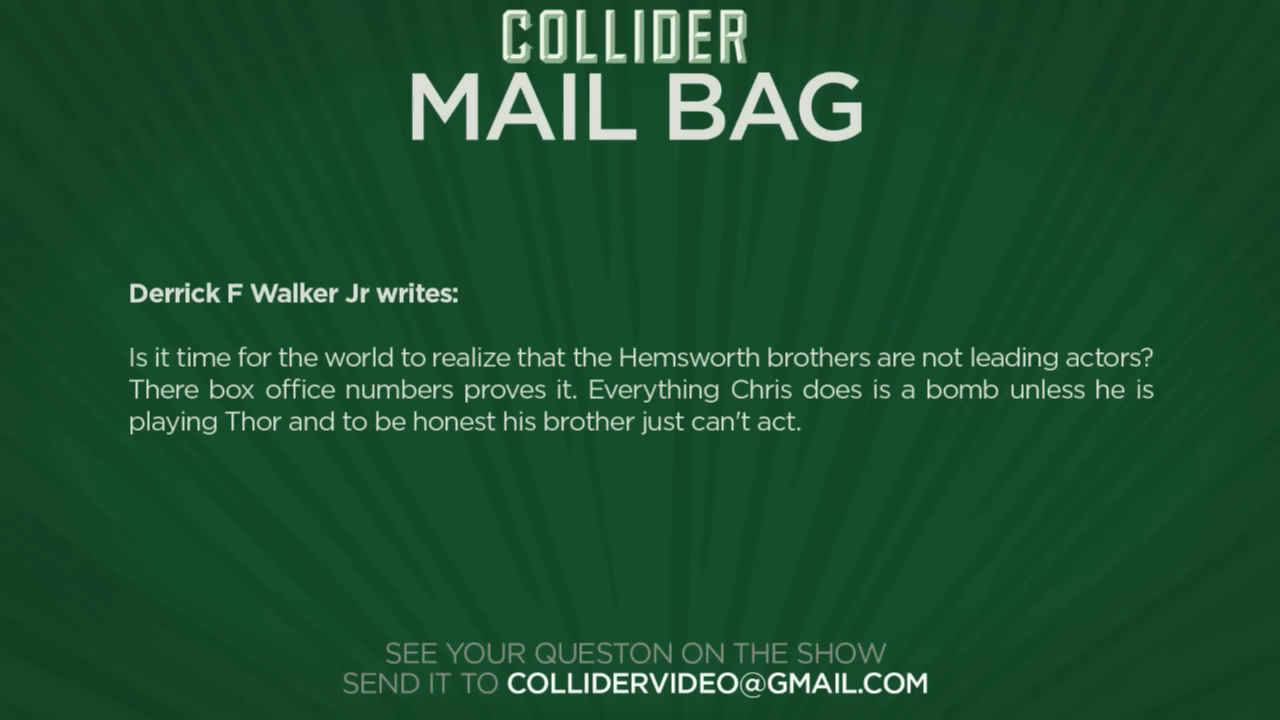 COLLIDER
MAIL BAG
Derrick F Walker Jr writes:
Is it time for the world to realize that the Hemsworth brothers are not leading actors?
There box office numbers proves it. Everything Chris does is a bomb unless he is
playing Thor and to be honest his brother just can't act.
SEE YOUR QUESTON ON THE SHOW
SEND IT TO COLLIDERVIDEO@GMAIL.COM